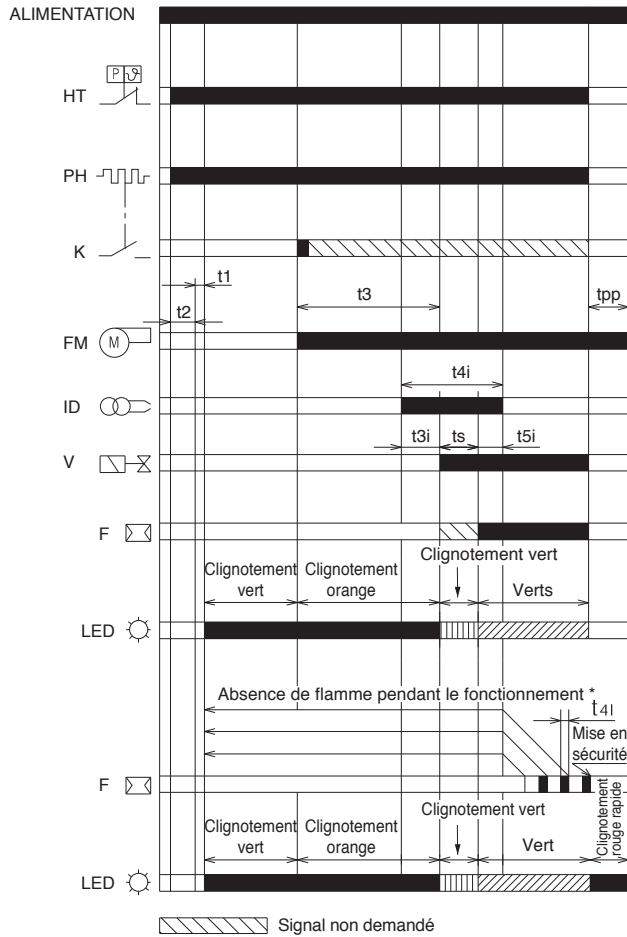 ALIMENTATION
P ϑ
HT
PH
K
t1
t3
tpp
t2
FM M
t4i
ID
t3i ts t5i
V
F
Clignotement vert
Clignotement vert
Clignotement orange
Verts
LED
Absence de flamme pendant le fonctionnement *
t4l
Mise en sécurité
F
Clignotement rouge rapide
Clignotement vert
Clignotement vert
Clignotement orange
Vert
LED
Signal non demandé